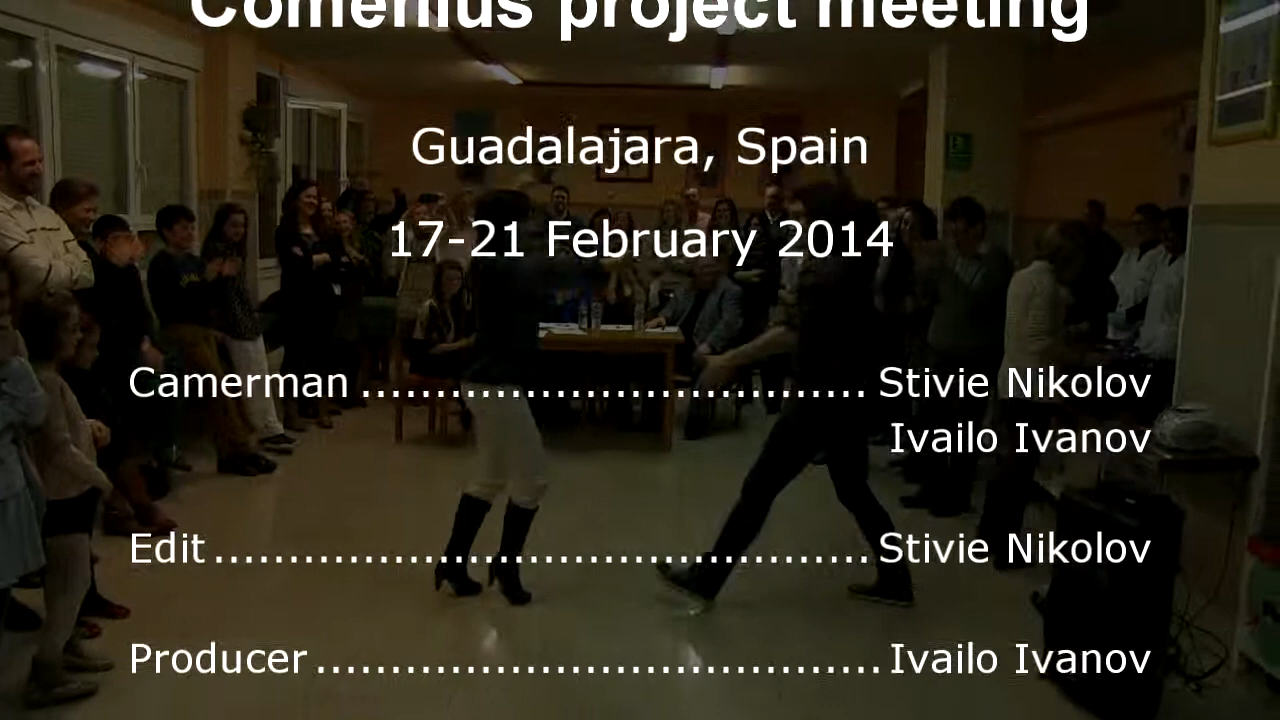 Comenius project meeting
Guadalajara, Spain
17-21 February 2014
Camerman .................................. Stivie Nikolov
Ivailo Ivanov
Edit ............................................ Stivie Nikolov
Producer ...................................... Ivailo Ivanov